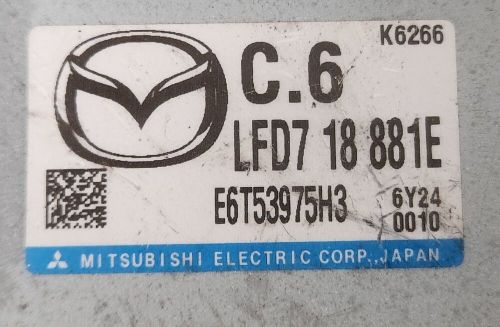 K6266
C.6
LFD7 18 881E
E6T53975H3 6Y24
0010
MITSUBISHI ELECTRIC CORP.,JAPAN